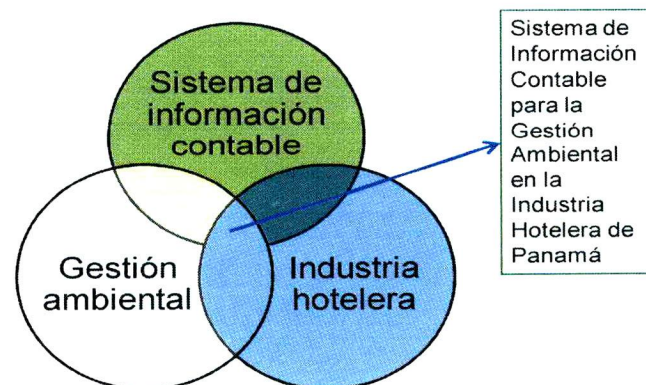 Sistema de
información
contable
Gestión
ambiental
Industria
hotelera
Sistema de
Información
Contable
para la
Gestión
Ambiental
en la
Industria
Hotelera de
Panamá